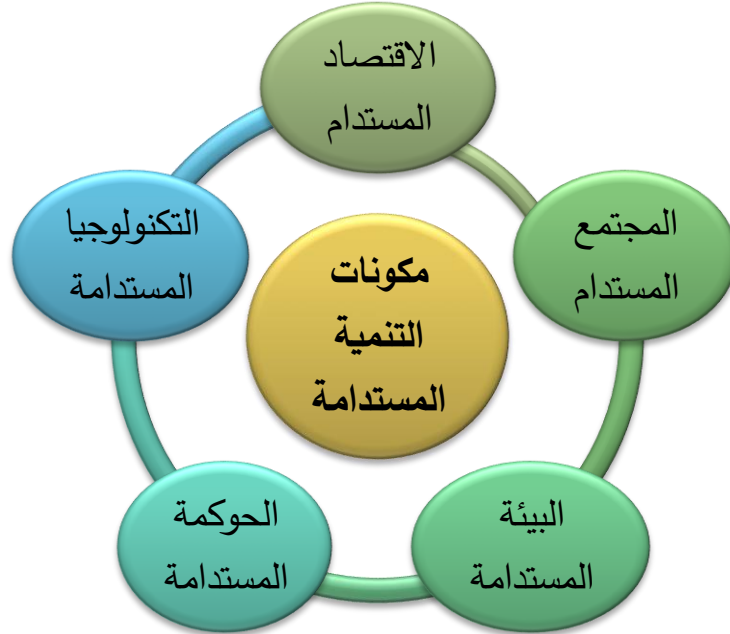 الاقتصاد
المستدام
المجتمع
المستدام
البيئة
المستدامة
الحوكمة
المستدامة
التكنولوجيا
المستدامة
مكونات
التنمية
المستدامة